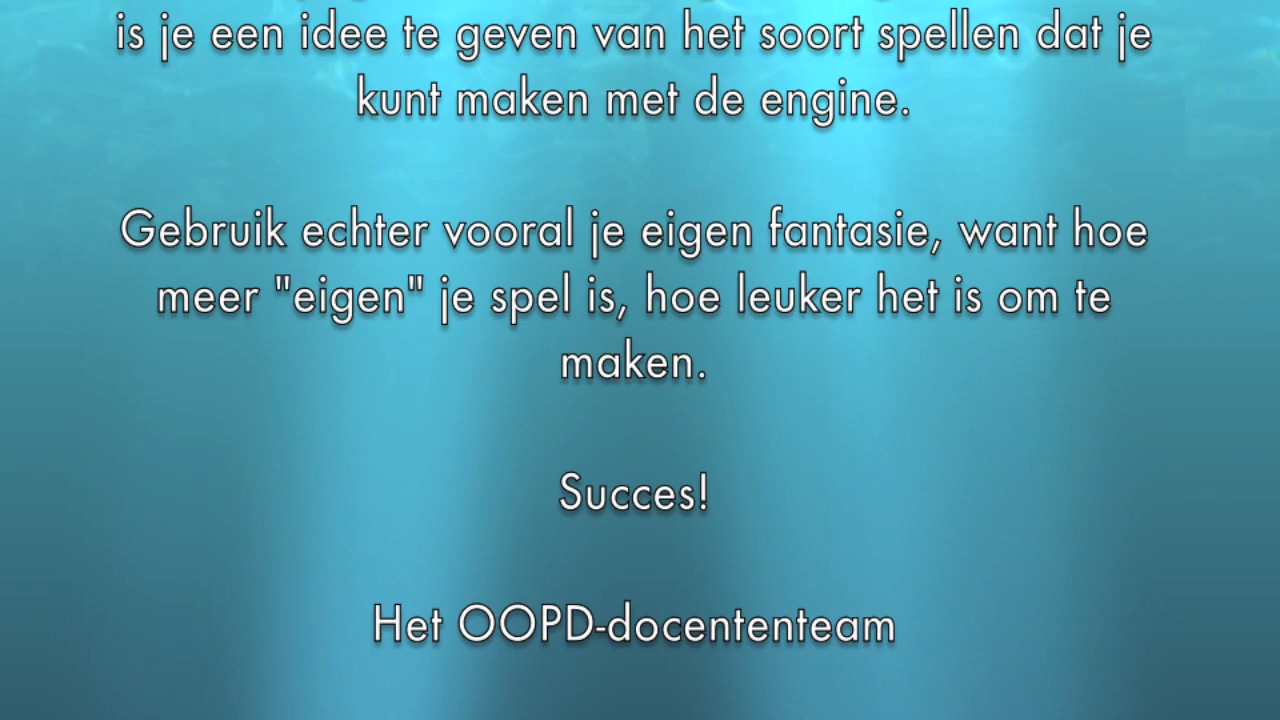 is je een idee te geven van het soort spellen dat je
kunt maken met de engine.
Gebruik echter vooral je eigen fantasie, want hoe
meer "eigen" je spel is, hoe leuker het is om te
maken.
Succes!
Het OOPD-docententeam